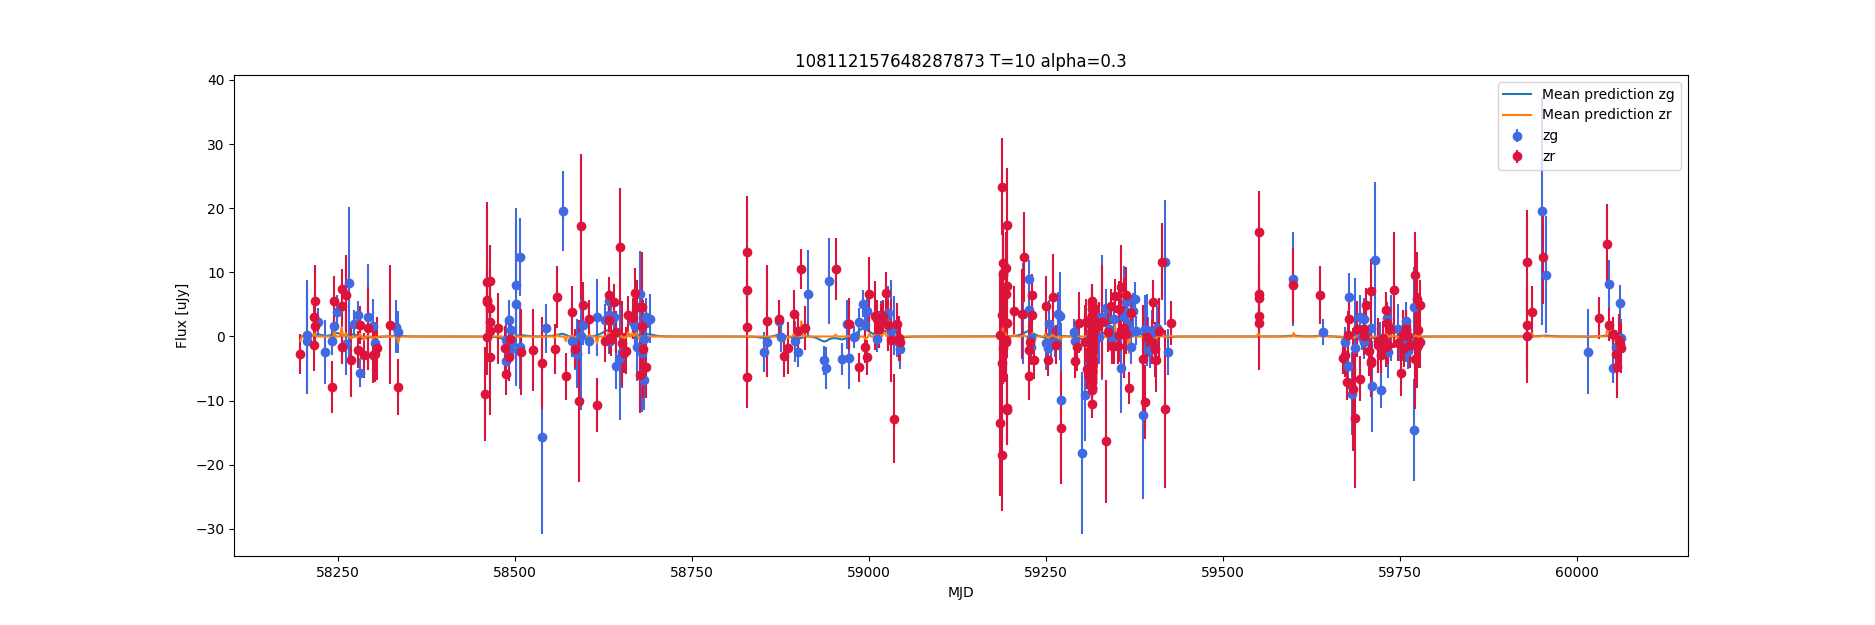 108112157648287873 T=10 alpha=0.3
Flux [uJy]
40
30
20
10
0
−10
−20
−30
Mean prediction zg
Mean prediction zr
zg
zr
58250 58500 58750 59000 59250 59500 59750 60000
MJD